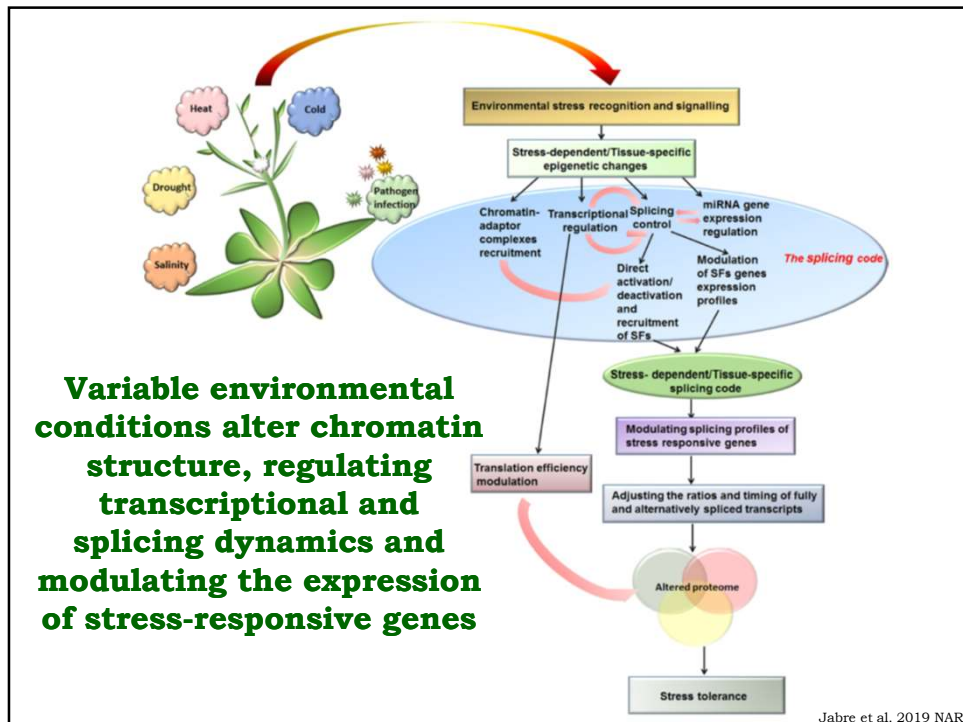 Heat
Cold
Drought
Pathogen
infection
Salinity
Environmental stress recognition and signalling
Stress-dependent/Tissue-specific
epigenetic changes
Chromatin-
adaptor
complexes
recruitment
Transcriptional
regulation
Splicing
control
miRNA gene
expression
regulation
Direct
activation/
deactivation
and
recruitment
of SFs
Modulation
of SFs genes
expression
profiles
The splicing code
Stress- dependent/Tissue-specific
splicing code
Modulating splicing profiles of
stress responsive genes
Translation efficiency
modulation
Adjusting the ratios and timing of fully
and alternatively spliced transcripts
Altered proteome
Stress tolerance
Variable environmental
conditions alter chromatin
structure, regulating
transcriptional and
splicing dynamics and
modulating the expression
of stress-responsive genes
Jabre et al. 2019 NAR